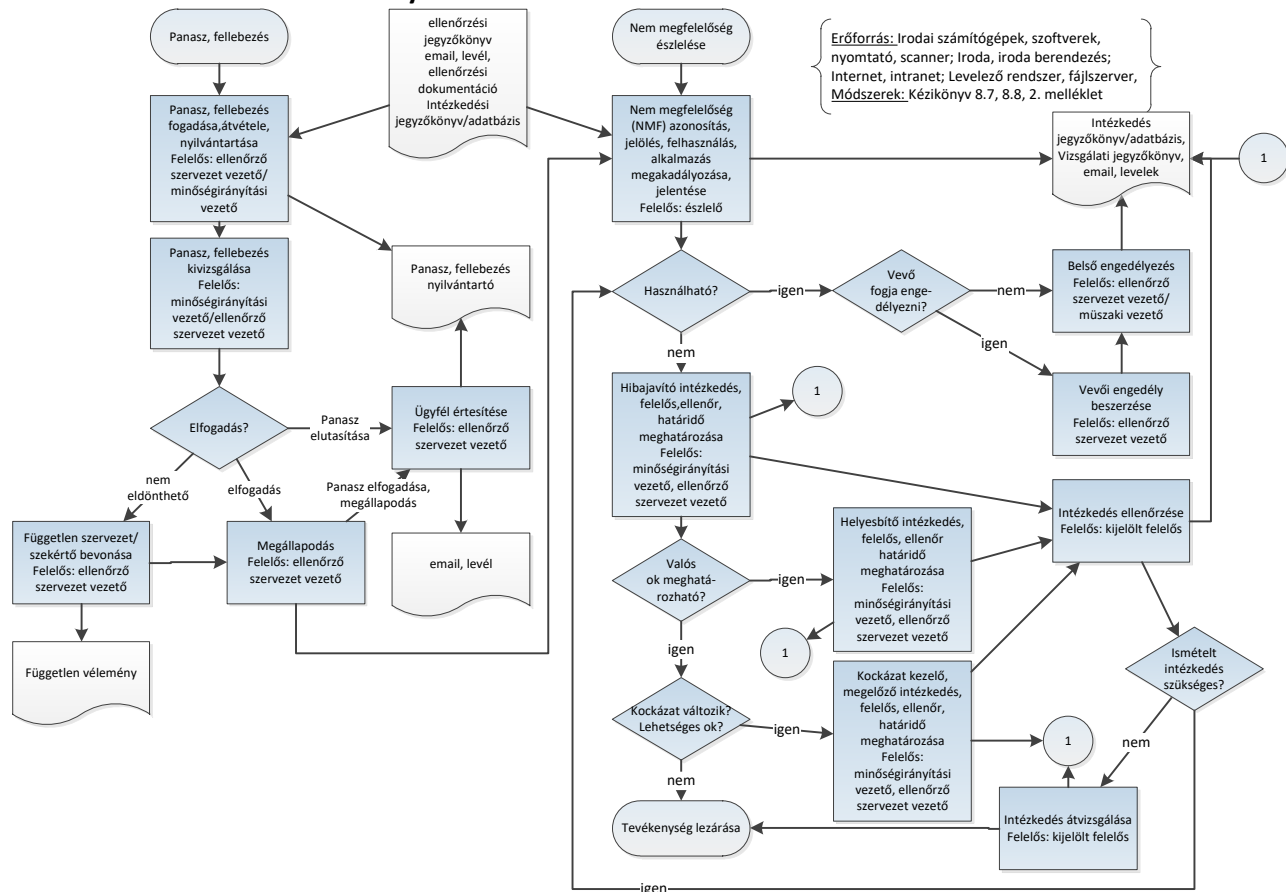 Panasz, fellebezés
ellenőrzési
jegyzőkönyv
email, levél,
ellenőrzési
dokumentáció
Intézkedési
jegyzőkönyv/adatbázis
Nem megfelelőség
észlelése
Erőforrás: Irodai számítógépek, szoftverek,
nyomtató, scanner; Iroda, iroda berendezés;
Internet, intranet; Levelező rendszer, fájlszerver,
Módszerek: Kézikönyv 8.7, 8.8, 2. melléklet
Panasz, fellebezés
fogadása,átvétele,
nyilvántartása
Felelős: ellenőrző
szervezet vezető/
minőségirányítási
vezető
Nem megfelelőség
(NMF) azonosítás,
jelölés, felhasználás,
alkalmazás
megakadályozása,
jelentése
Felelős: észlelő
Intézkedés
jegyzőkönyv/adatbázis,
Vizsgálati jegyzőkönyv,
email, levelek
1
Panasz, fellebezés
kivizsgálása
Felelős:
minőségirányítási
vezető/ellenőrző
szervezet vezető
Panasz, fellebezés
nyilvántartó
Használható?
igen
Vevő
fogja enge-
délyezni?
nem
Belső engedélyezés
Felelős: ellenőrző
szervezet vezető/
müszaki vezető
igen
nem
Hibajavító intézkedés,
felelős,ellenőr,
határidő
meghatározása
Felelős:
minőségirányítási
vezető, ellenőrző
szervezet vezető
1
Vevői engedély
beszerzése
Felelős: ellenőrző
szervezet vezető
Elfogadás?
Panasz
elutasítása
Ügyfél értesítése
Felelős: ellenőrző
szervezet vezető
nem
eldönthető
elfogadás
Panasz elfogadása,
megállapodás
Független szervezet/
szekértő bevonása
Felelős: ellenőrző
szervezet vezető
Megállapodás
Felelős: ellenőrző
szervezet vezető
email, levél
Független vélemény
Intézkedés ellenőrzése
Felelős: kijelölt felelős
Valós
ok meghatá-
rozható?
igen
Helyesbítő intézkedés,
felelős, ellenőr
határidő
meghatározása
Felelős:
minőségirányítási
vezető, ellenőrző
szervezet vezető
1
igen
Ismételt
intézkedés
szükséges?
Kockázat változik?
Lehetséges ok?
igen
Kockázat kezelő,
megelőző intézkedés,
felelős, ellenőr,
határidő
meghatározása
Felelős:
minőségirányítási
vezető, ellenőrző
szervezet vezető
1
nem
nem
Tevékenység lezárása
Intézkedés átvizsgálása
Felelős: kijelölt felelős
igen